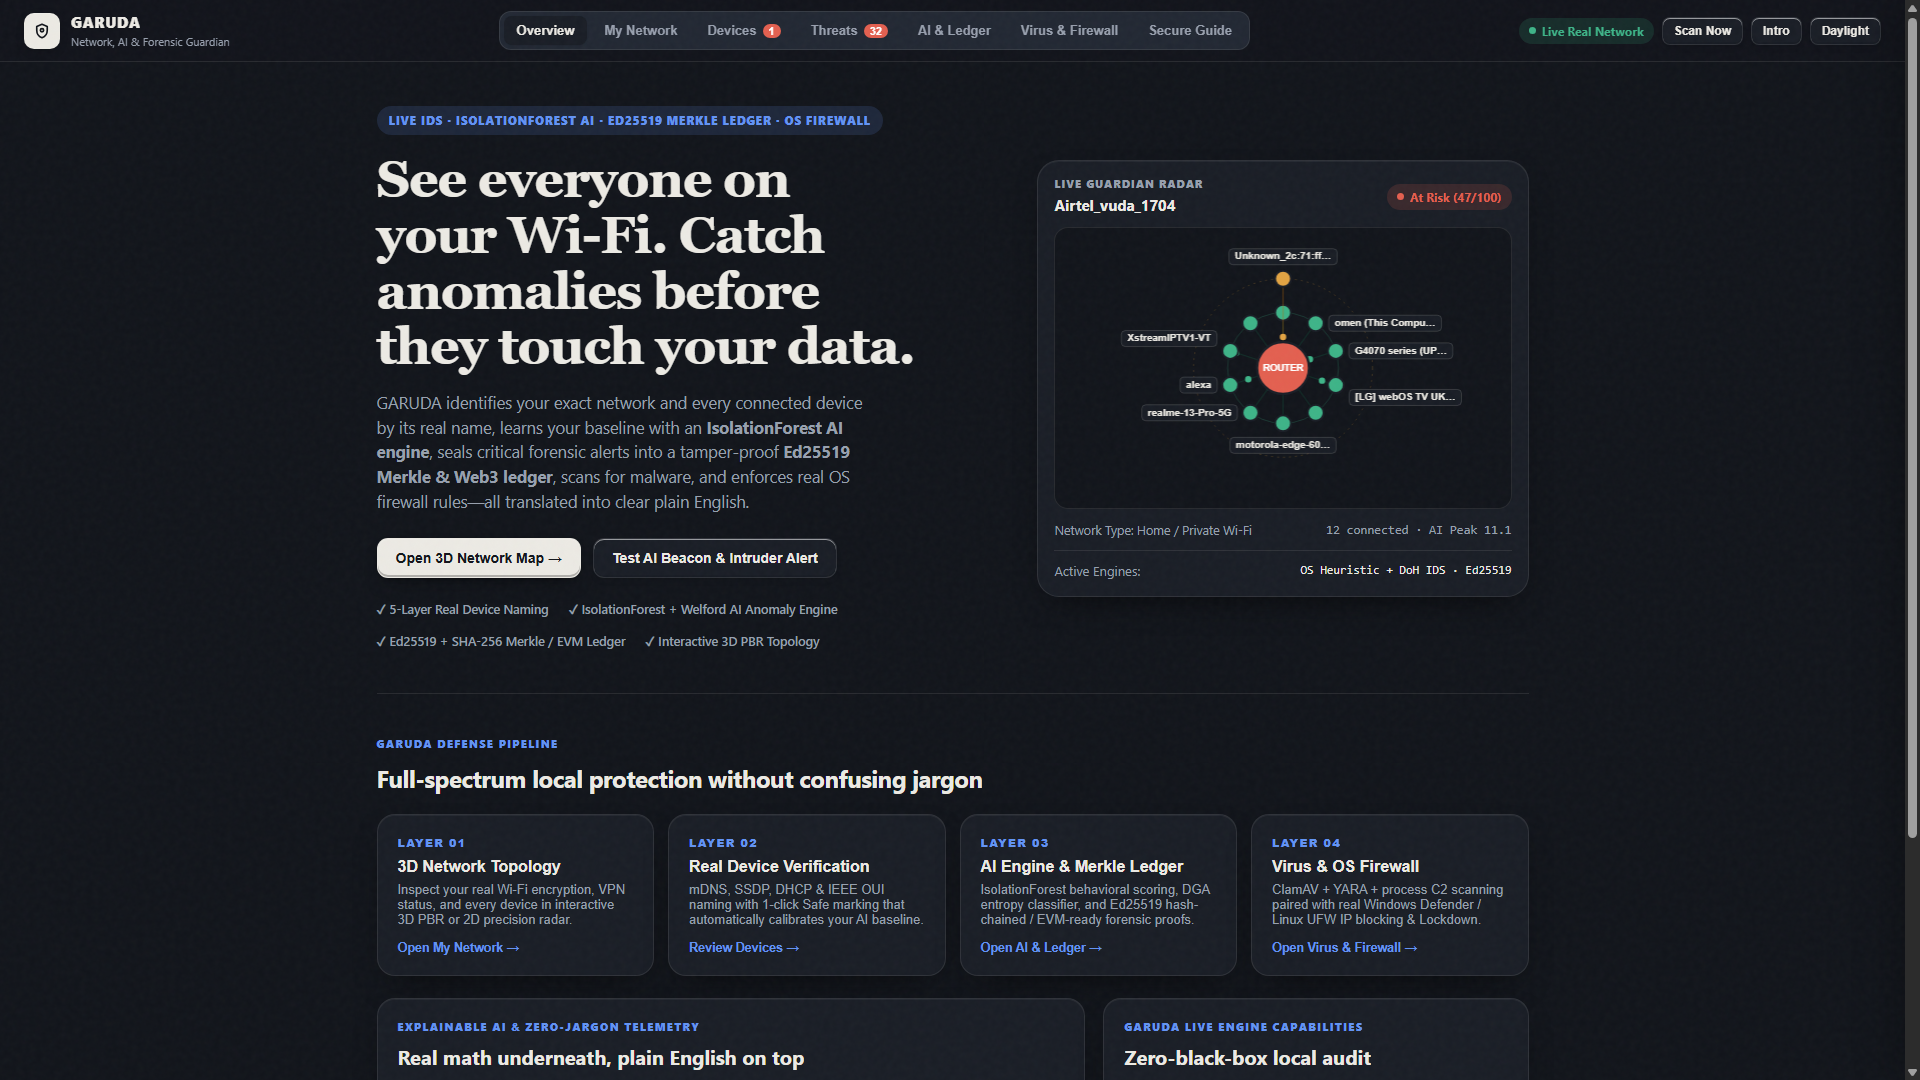 GARUDA
Network, AI & Forensic Guardian
Overview
My Network
Devices 1
Threats 32
AI & Ledger
Virus & Firewall
Secure Guide
Live Real Network
Scan Now
Intro
Daylight
LIVE IDS · ISOLATIONFOREST AI · ED25519 MERKLE LEDGER · OS FIREWALL
See everyone on
your Wi-Fi. Catch
anomalies before
they touch your data.
GARUDA identifies your exact network and every connected device
by its real name, learns your baseline with an IsolationForest AI
engine, seals critical forensic alerts into a tamper-proof Ed25519
Merkle & Web3 ledger, scans for malware, and enforces real OS
firewall rules—all translated into clear plain English.
Open 3D Network Map →
Test AI Beacon & Intruder Alert
✓ 5-Layer Real Device Naming
✓ IsolationForest + Welford AI Anomaly Engine
✓ Ed25519 + SHA-256 Merkle / EVM Ledger
✓ Interactive 3D PBR Topology
LIVE GUARDIAN RADAR
Airtel_vuda_1704
At Risk (47/100)
Unknown_2c:71:ff...
omen (This Compu...
XstreamIPTV1-VT
G4070 series (UP...
ROUTER
alexa
[LG] webOS TV UK...
realme-13-Pro-5G
motorola-edge-60...
Network Type: Home / Private Wi-Fi
12 connected · AI Peak 11.1
Active Engines:
OS Heuristic + DoH IDS · Ed25519
GARUDA DEFENSE PIPELINE
Full-spectrum local protection without confusing jargon
LAYER 01
3D Network Topology
Inspect your real Wi-Fi encryption, VPN
status, and every device in interactive
3D PBR or 2D precision radar.
Open My Network →
LAYER 02
Real Device Verification
mDNS, SSDP, DHCP & IEEE OUI
naming with 1-click Safe marking that
automatically calibrates your AI baseline.
Review Devices →
LAYER 03
AI Engine & Merkle Ledger
IsolationForest behavioral scoring, DGA
entropy classifier, and Ed25519 hash-
chained / EVM-ready forensic proofs.
Open AI & Ledger →
LAYER 04
Virus & OS Firewall
ClamAV + YARA + process C2 scanning
paired with real Windows Defender /
Linux UFW IP blocking & Lockdown.
Open Virus & Firewall →
EXPLAINABLE AI & ZERO-JARGON TELEMETRY
Real math underneath, plain English on top
GARUDA LIVE ENGINE CAPABILITIES
Zero-black-box local audit